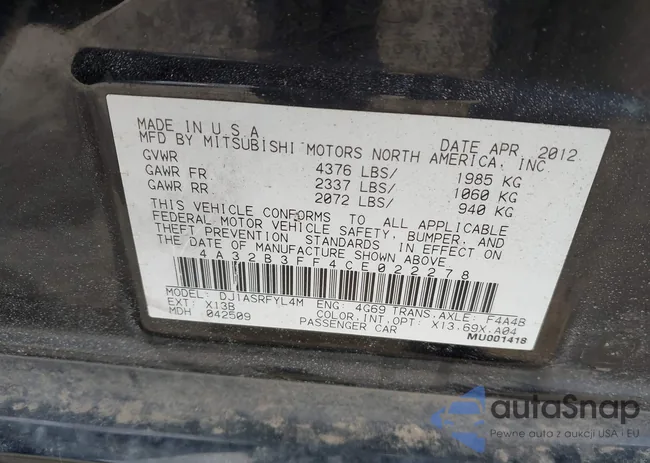 MADE IN U.S.A. DATE APR. 2012
MFD BY MITSUBISHI MOTORS NORTH AMERICA, INC
GVWR 4376 LBS/ 1985 KG
GAWR FR 2337 LBS/ 1060 KG
GAWR RR 2072 LBS/ 940 KG
THIS VEHICLE CONFORMS TO ALL APPLICABLE
FEDERAL MOTOR VEHICLE SAFETY, BUMPER, AND
THEFT PREVENTION STANDARDS IN EFFECT ON
THE DATE OF MANUFACTURE SHOWN ABOVE
4A32B3FF4CE022278
MODEL: DJ1ASRFYL4M ENG: 4G69 TRANS.AXLE: F4A4B
EXT: X13B COLOR.INT.OPT: X13.69X.A04
MDH 042509 PASSENGER CAR
MU001418
autoSnap
Pewne auta z aukcji USA i EU